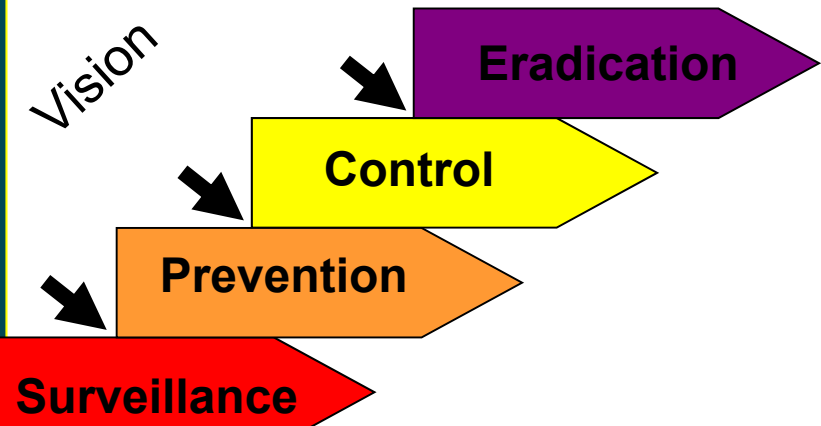 Vision
Eradication
Control
Prevention
Surveillance